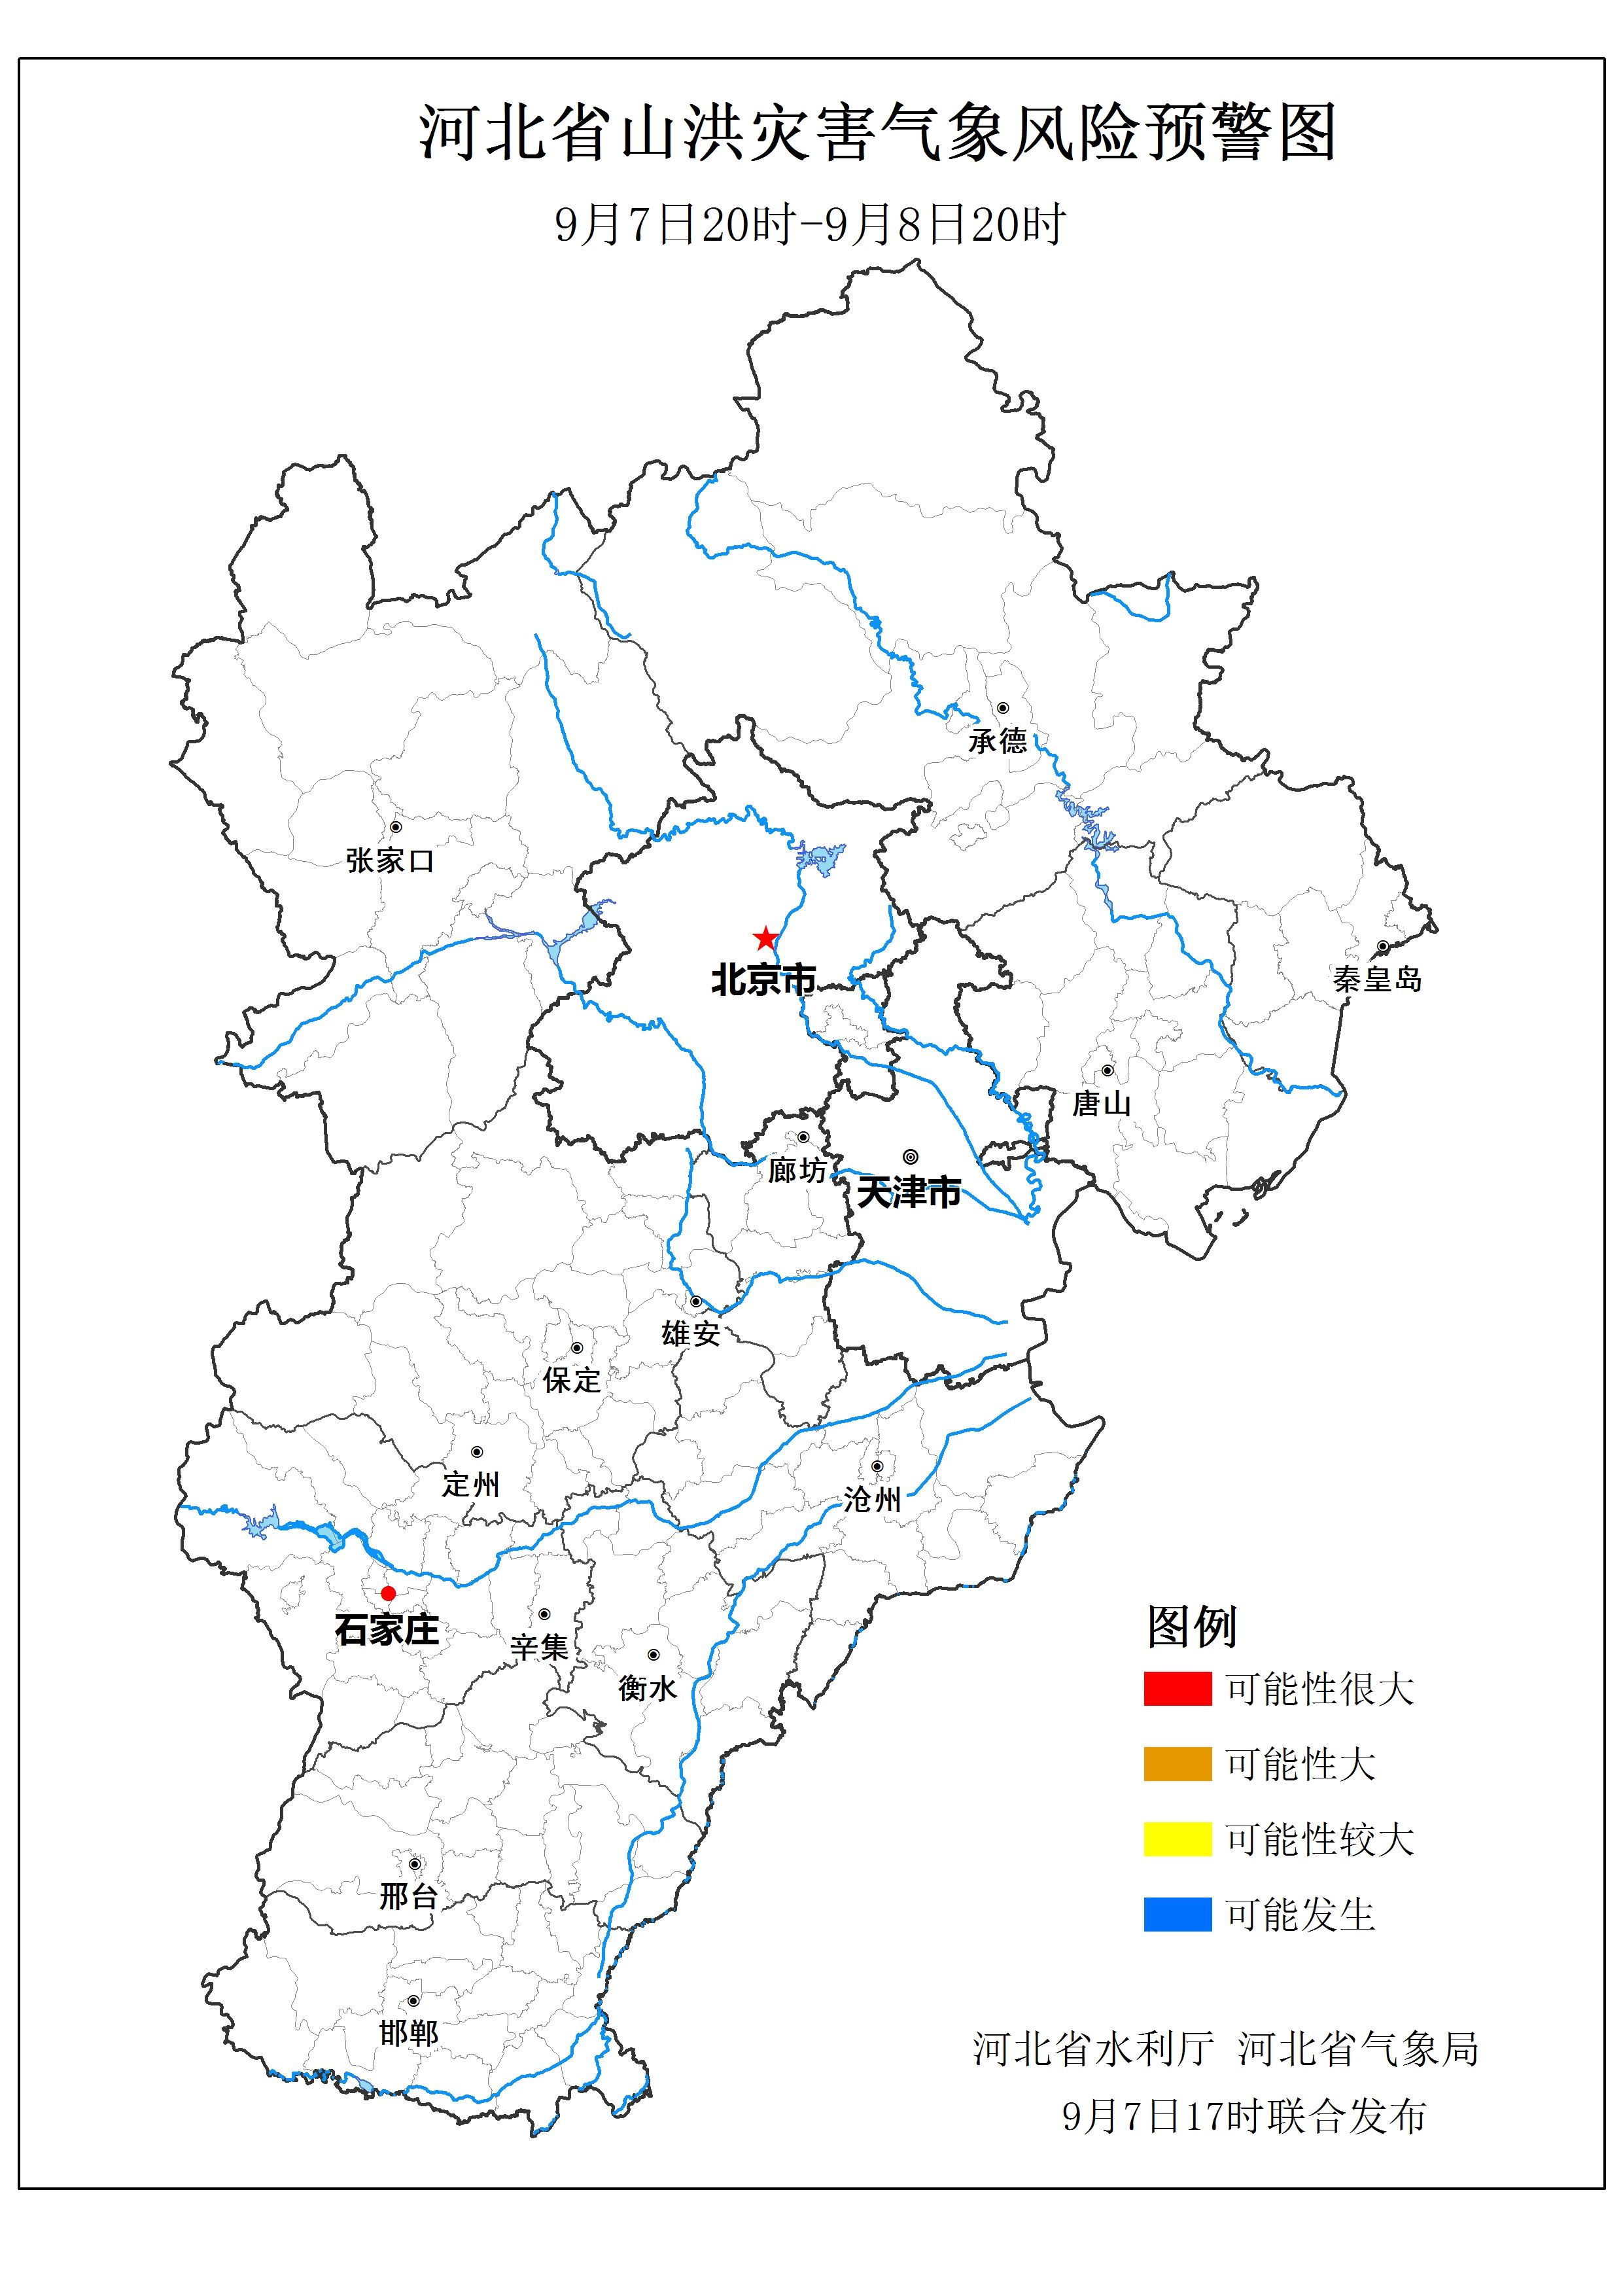 河北省山洪灾害气象风险预警图
9月7日20时-9月8日20时
承德
张家口
北京市
秦皇岛
唐山
廊坊
天津市
雄安
保定
定州
沧州
石家庄
辛集
衡水
邢台
邯郸
图例
可能性很大
可能性大
可能性较大
可能发生
河北省水利厅 河北省气象局
9月7日17时联合发布